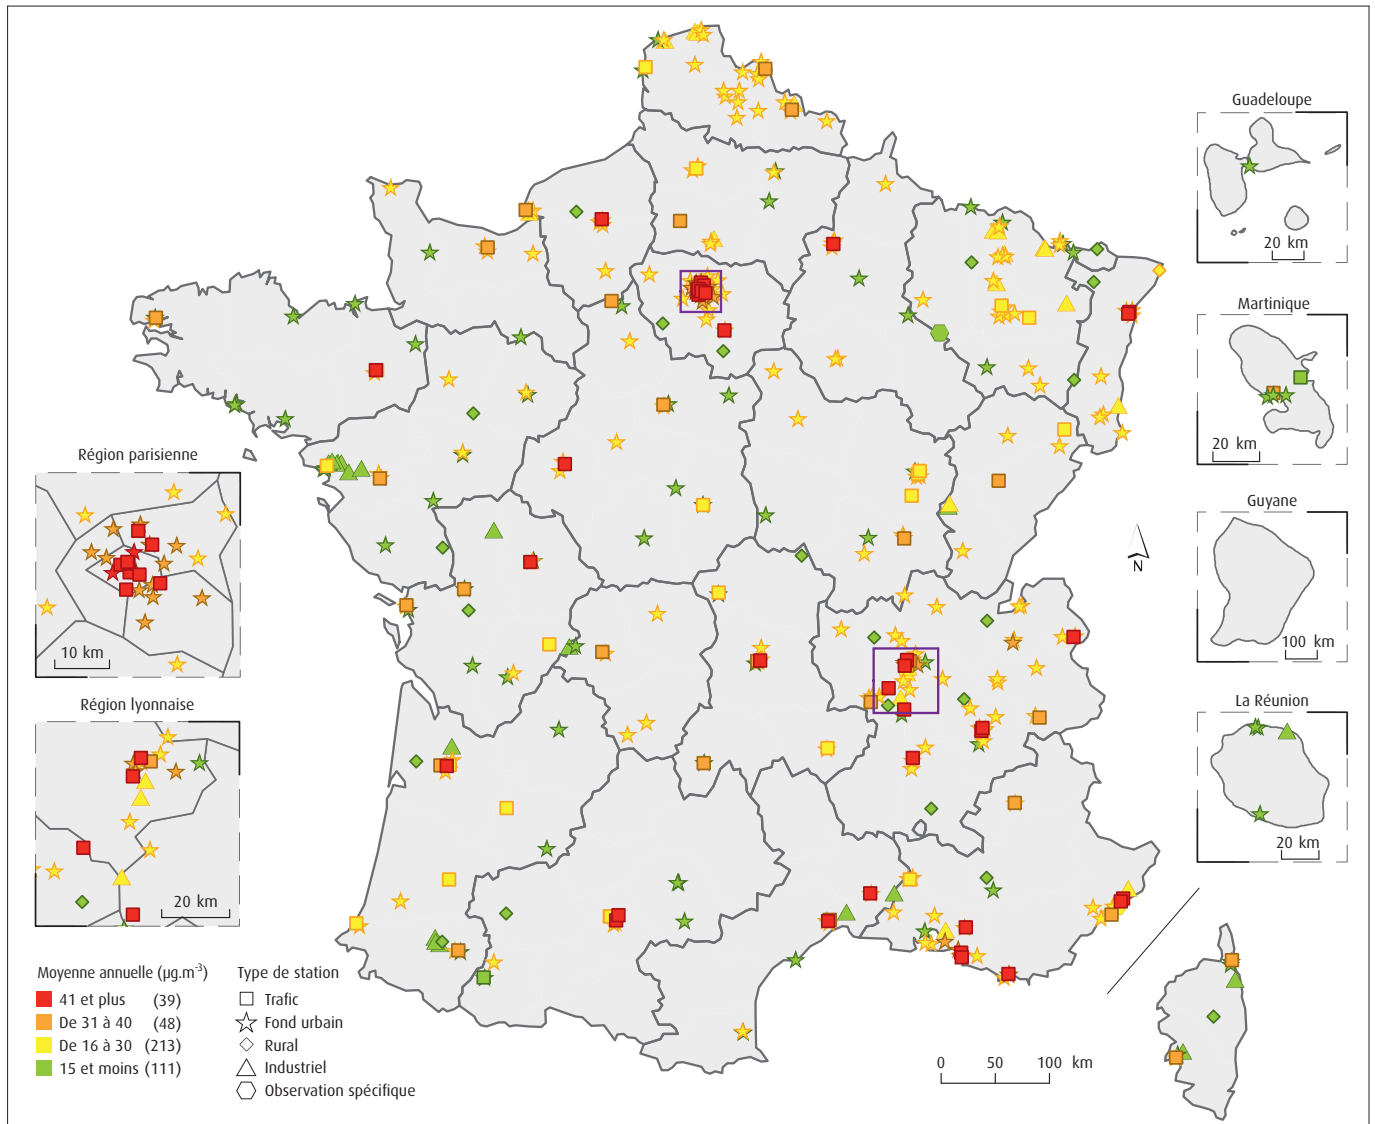 Guadeloupe
20 km
Martinique
20 km
Guyane
100 km
La Réunion
20 km
N
Région parisienne
10 km
Région lyonnaise
20 km
Moyenne annuelle (µg.m-3)
41 et plus (39)
De 31 à 40 (48)
De 16 à 30 (213)
15 et moins (111)
Type de station
Trafic
Fond urbain
Rural
Industriel
Observation spécifique
0 50 100 km